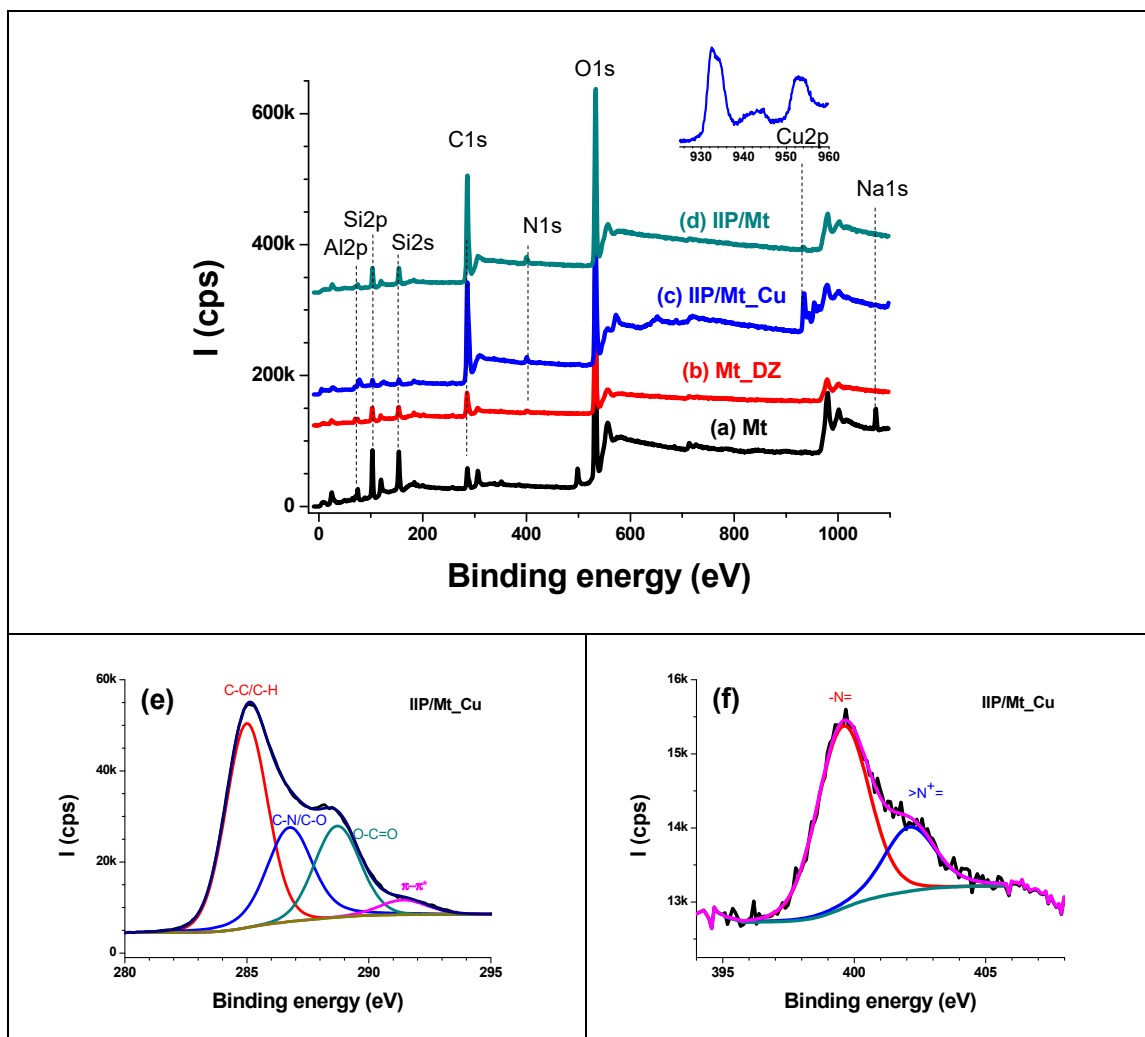 O1s
C1s
Cu2p
930 940 950 960
Na1s
Si2p
Al2p
Si2s
N1s
(d) IIP/Mt
(c) IIP/Mt_Cu
(b) Mt_DZ
(a) Mt
600k
400k
200k
0
I (cps)
0 200 400 600 800 1000
Binding energy (eV)
(e)
C-C/C-H
IIP/Mt_Cu
C-N/C-O
O-C=O
π-π*
60k
40k
20k
0
I (cps)
280 285 290 295
Binding energy (eV)
(f)
-N=
IIP/Mt_Cu
>N⁺=
16k
15k
14k
13k
I (cps)
395 400 405
Binding energy (eV)